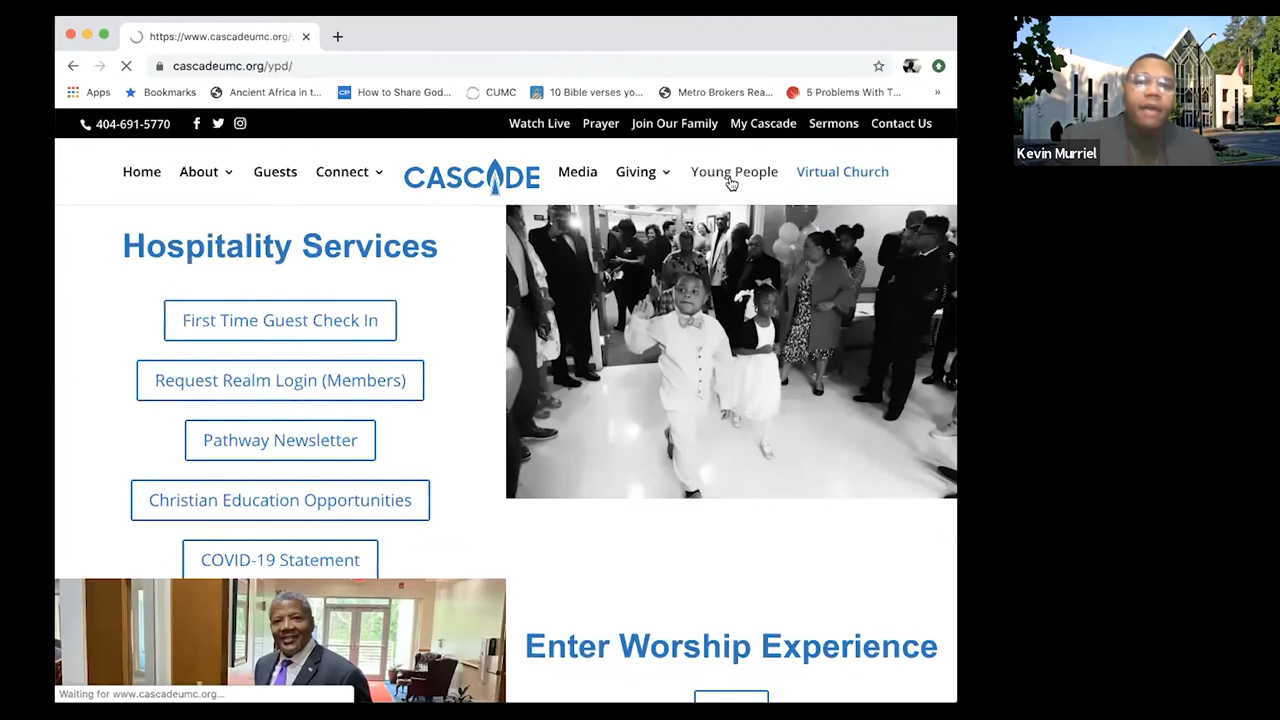 https://www.cascadeumc.org/
cascadeumc.org/ypd/
Apps Bookmarks Ancient Africa in t... How to Share God... CUMC 10 Bible verses yo... Metro Brokers Rea... 5 Problems With T... »
404-691-5770 Watch Live Prayer Join Our Family My Cascade Sermons Contact Us
Home About Guests Connect CASCADE Media Giving Young People Virtual Church
Kevin Murriel
Hospitality Services
First Time Guest Check In
Request Realm Login (Members)
Pathway Newsletter
Christian Education Opportunities
COVID-19 Statement
Enter Worship Experience
Waiting for www.cascadeumc.org...